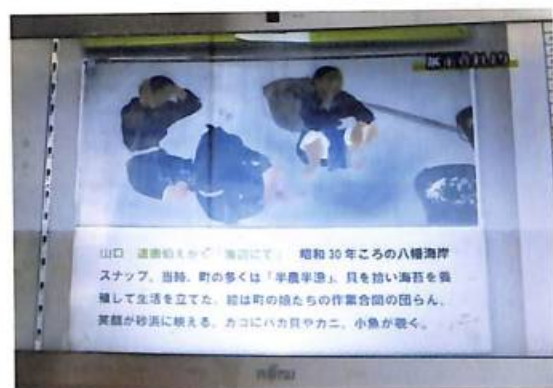 山口 達画伯えがく「海辺にて」 昭和30年ころの八幡海岸
スナップ。当時、町の多くは「半農半漁」、貝を拾い海苔を養
殖して生活を立てた。絵は町の娘たちの作業合間の団らん、
笑顔が砂浜に映える。カゴにバカ貝やカニ、小魚が覗く。
FUJITSU